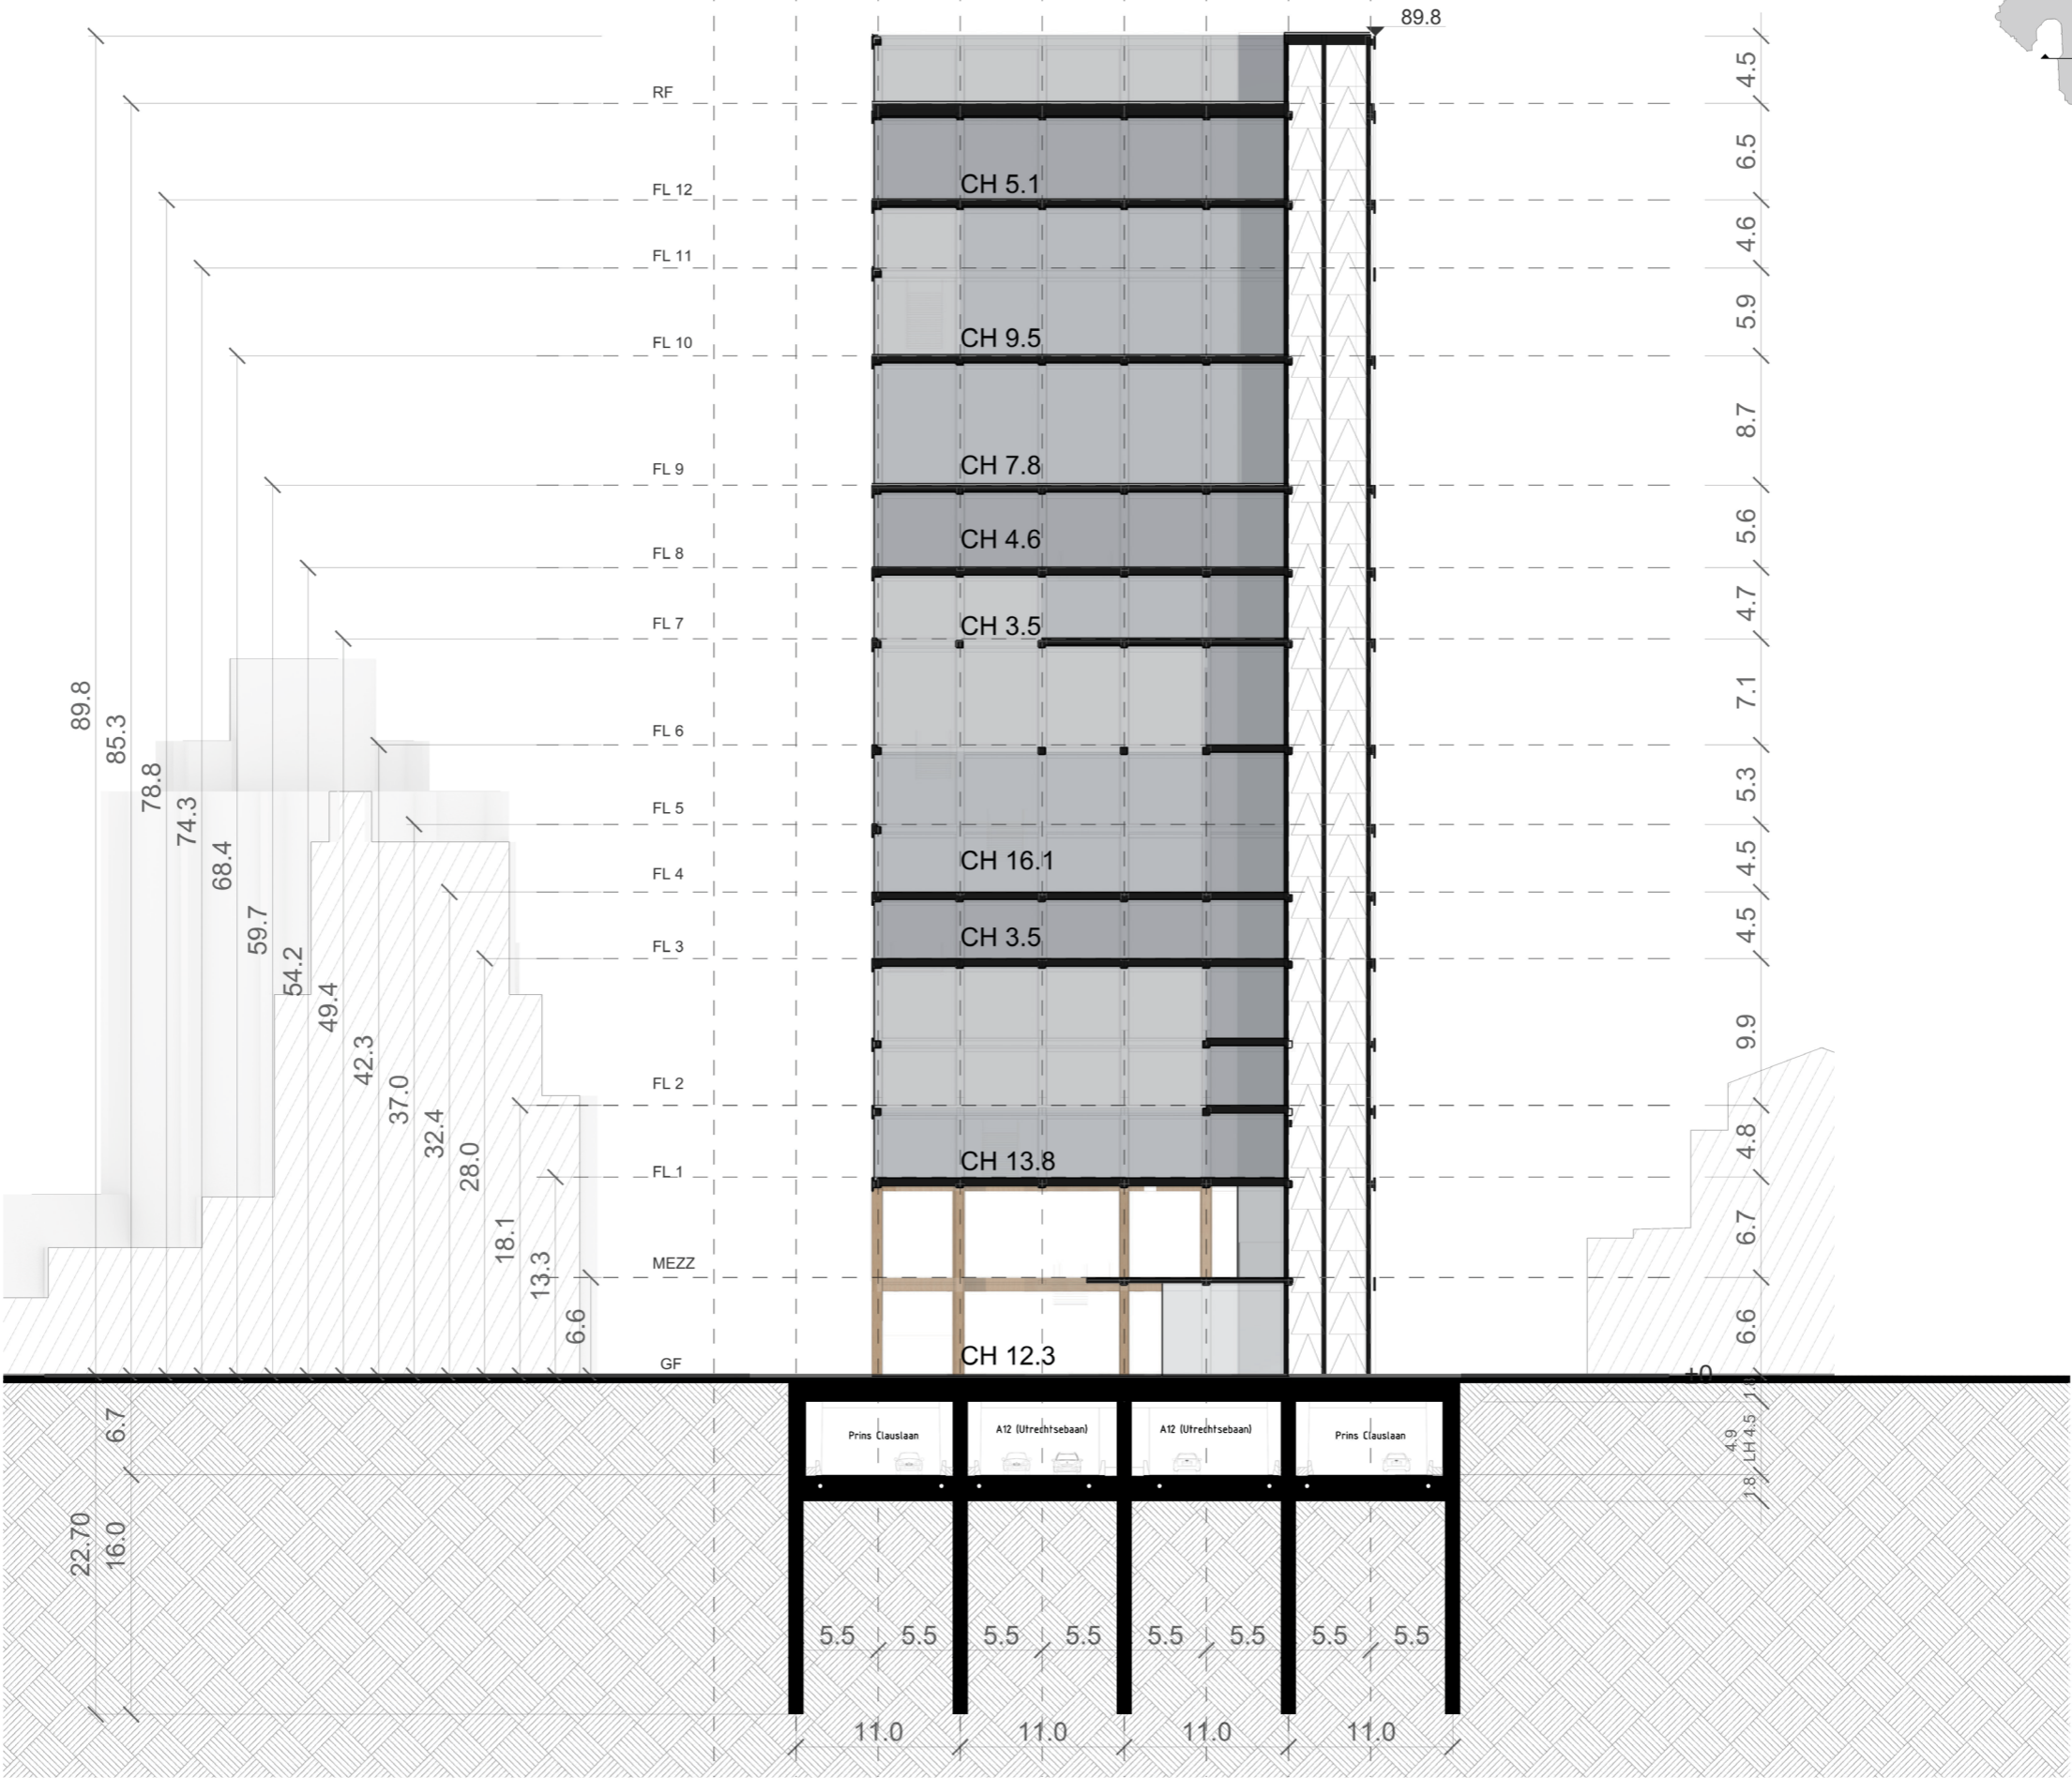 89.8
4.5
RF
6.5
FL 12
CH 5.1
4.6
FL 11
5.9
CH 9.5
FL 10
8.7
CH 7.8
FL 9
5.6
CH 4.6
FL 8
4.7
CH 3.5
FL 7
7.1
89.8
85.3
78.8
74.3
68.4
59.7
54.2
49.4
42.3
37.0
32.4
28.0
18.1
13.3
6.6
FL 6
5.3
FL 5
4.5
CH 16.1
FL 4
4.5
CH 3.5
FL 3
9.9
FL 2
4.8
CH 13.8
FL 1
6.7
MEZZ
6.6
CH 12.3
GF
±0
1.8
6.7
Prins Clauslaan
A12 (Utrechtsebaan)
A12 (Utrechtsebaan)
Prins Clauslaan
4.9
LH 4.5
1.8
22.70
16.0
5.5 5.5 5.5 5.5 5.5 5.5 5.5 5.5
11.0 11.0 11.0 11.0